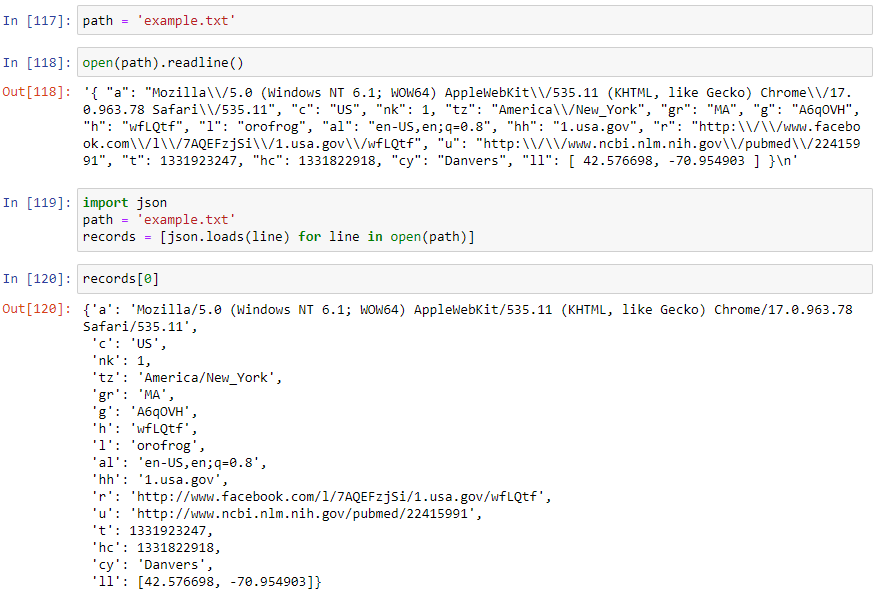 In [117]: path = 'example.txt'
In [118]: open(path).readline()
Out[118]: '{ "a": "Mozilla\\/5.0 (Windows NT 6.1; WOW64) AppleWebKit\\/535.11 (KHTML, like Gecko) Chrome\\/17.
0.963.78 Safari\\/535.11", "c": "US", "nk": 1, "tz": "America\\/New_York", "gr": "MA", "g": "A6qOVH",
"h": "wfLQtf", "l": "orofrog", "al": "en-US,en;q=0.8", "hh": "1.usa.gov", "r": "http:\\/\\/www.facebo
ok.com\\/l\\/7AQEFzjSi\\/1.usa.gov\\/wfLQtf", "u": "http:\\/\\/www.ncbi.nlm.nih.gov\\/pubmed\\/224159
91", "t": 1331923247, "hc": 1331822918, "cy": "Danvers", "ll": [ 42.576698, -70.954903 ] }\n'
In [119]: import json
path = 'example.txt'
records = [json.loads(line) for line in open(path)]
In [120]: records[0]
Out[120]: {'a': 'Mozilla/5.0 (Windows NT 6.1; WOW64) AppleWebKit/535.11 (KHTML, like Gecko) Chrome/17.0.963.78
Safari/535.11',
'c': 'US',
'nk': 1,
'tz': 'America/New_York',
'gr': 'MA',
'g': 'A6qOVH',
'h': 'wfLQtf',
'l': 'orofrog',
'al': 'en-US,en;q=0.8',
'hh': '1.usa.gov',
'r': 'http://www.facebook.com/l/7AQEFzjSi/1.usa.gov/wfLQtf',
'u': 'http://www.ncbi.nlm.nih.gov/pubmed/22415991',
't': 1331923247,
'hc': 1331822918,
'cy': 'Danvers',
'll': [42.576698, -70.954903]}